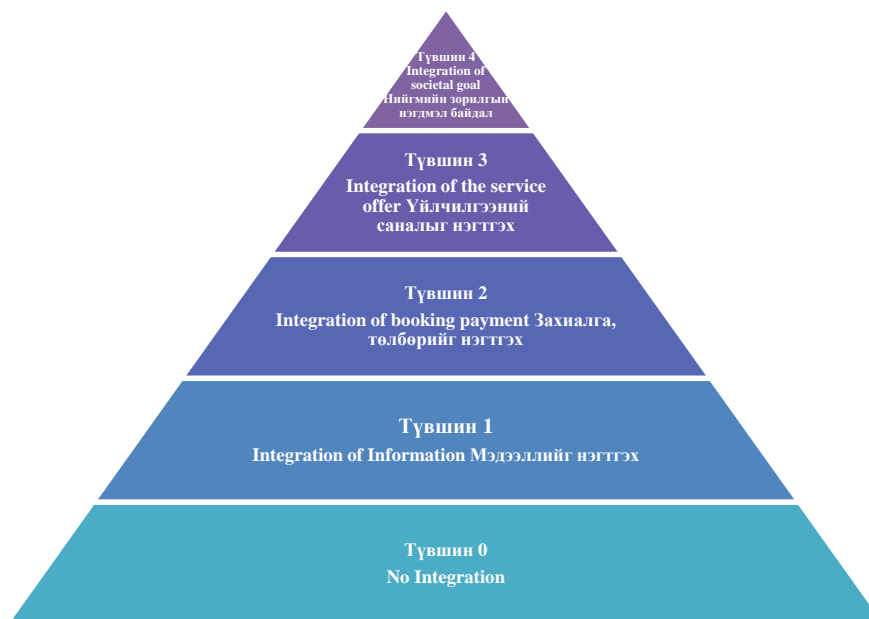 Түвшин 4
Integration of
societal goal
Нийгмийн зорилгын
нэгдмэл байдал
Түвшин 3
Integration of the service
offer Үйлчилгээний
саналыг нэгтгэх
Түвшин 2
Integration of booking payment Захиалга,
төлбөрийг нэгтгэх
Түвшин 1
Integration of Information Мэдээллийг нэгтгэх
Түвшин 0
No Integration